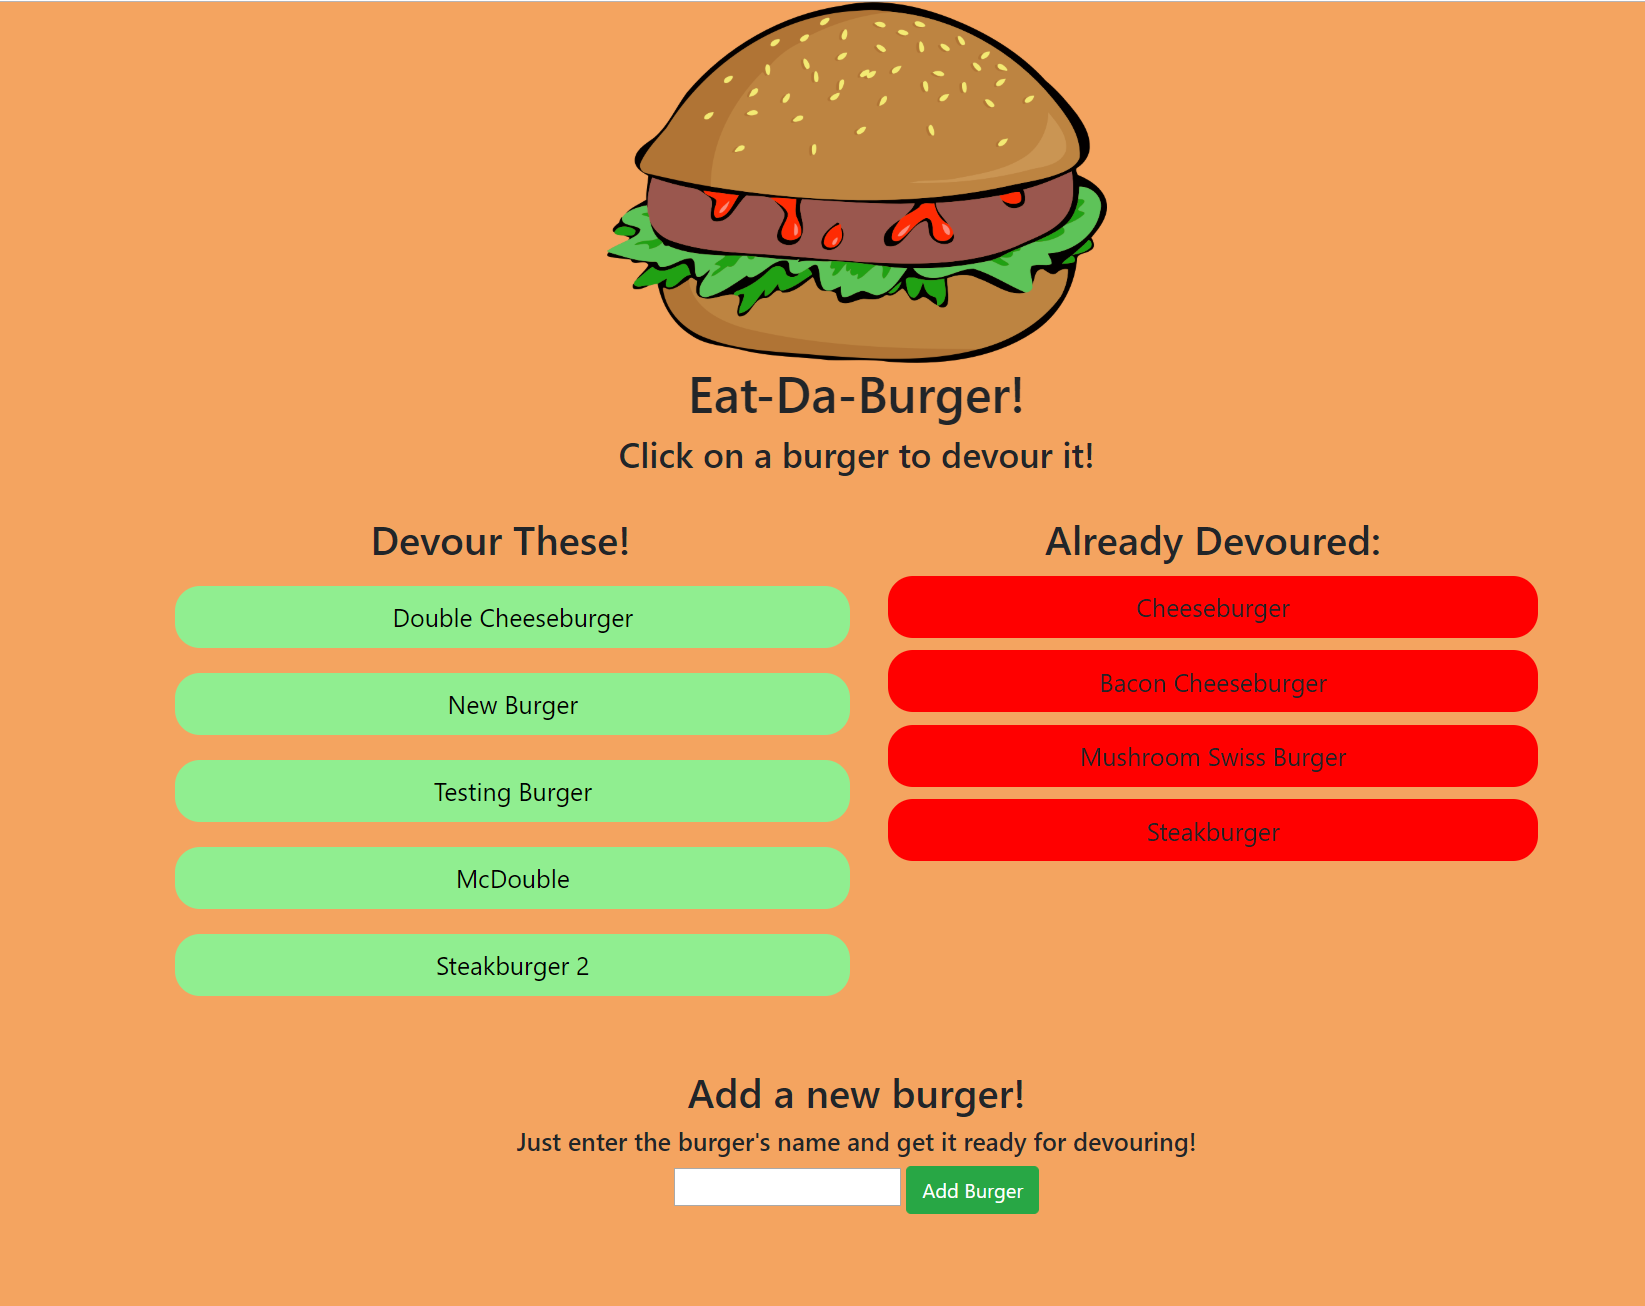 Eat-Da-Burger!
Click on a burger to devour it!
Devour These!
Double Cheeseburger
New Burger
Testing Burger
McDouble
Steakburger 2
Already Devoured:
Cheeseburger
Bacon Cheeseburger
Mushroom Swiss Burger
Steakburger
Add a new burger!
Just enter the burger's name and get it ready for devouring!
Add Burger